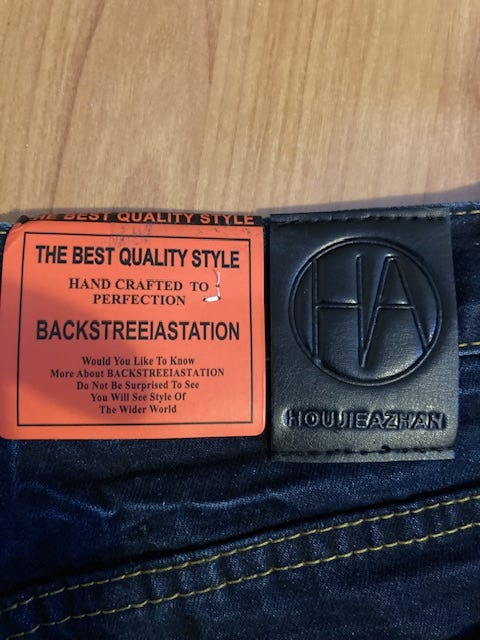 THE BEST QUALITY STYLE
THE BEST QUALITY STYLE
HAND CRAFTED TO
PERFECTION
BACKSTREEIASTATION
Would You Like To Know
More About BACKSTREEIASTATION
Do Not Be Surprised To See
You Will See Style Of
The Wider World
HA
HOUJIEAZHAN